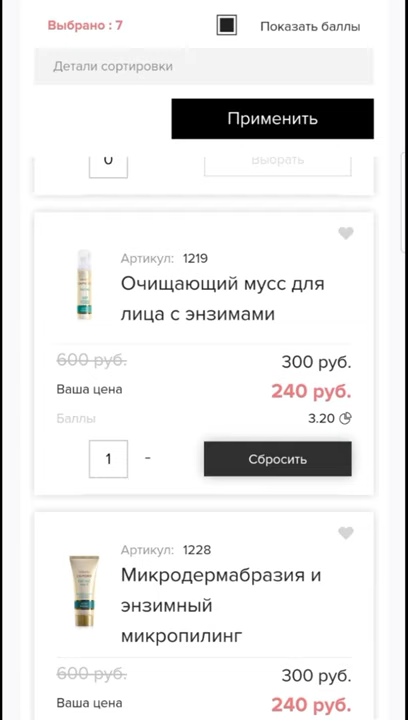 Выбрано : 7
Показать баллы
Детали сортировки
Применить
0
Выбрать
Артикул: 1219
Очищающий мусс для
лица с энзимами
600 руб.
300 руб.
Ваша цена
240 руб.
Баллы
3.20
1
-
Сбросить
Артикул: 1228
Микродермабразия и
энзимный
микропилинг
600 руб.
300 руб.
Ваша цена
240 руб.